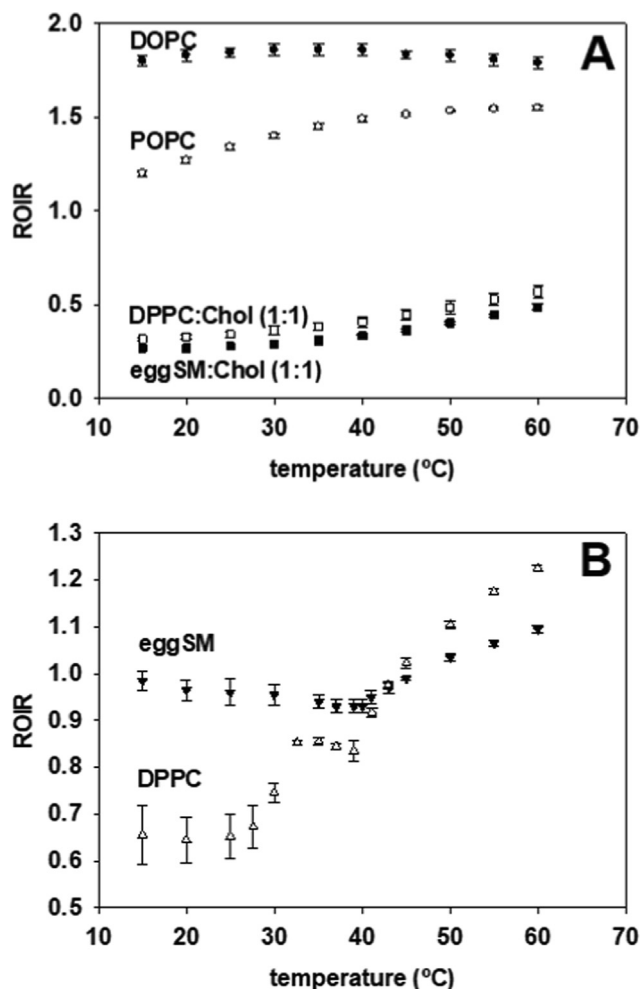 2.0
A
DOPC
1.5
POPC
ROIR
1.0
0.5
DPPC:Chol (1:1)
eggSM:Chol (1:1)
0.0
10 20 30 40 50 60 70
temperature (ºC)
1.3
B
1.2
1.1
eggSM
1.0
ROIR
0.9
0.8
DPPC
0.7
0.6
0.5
10 20 30 40 50 60 70
temperature (ºC)